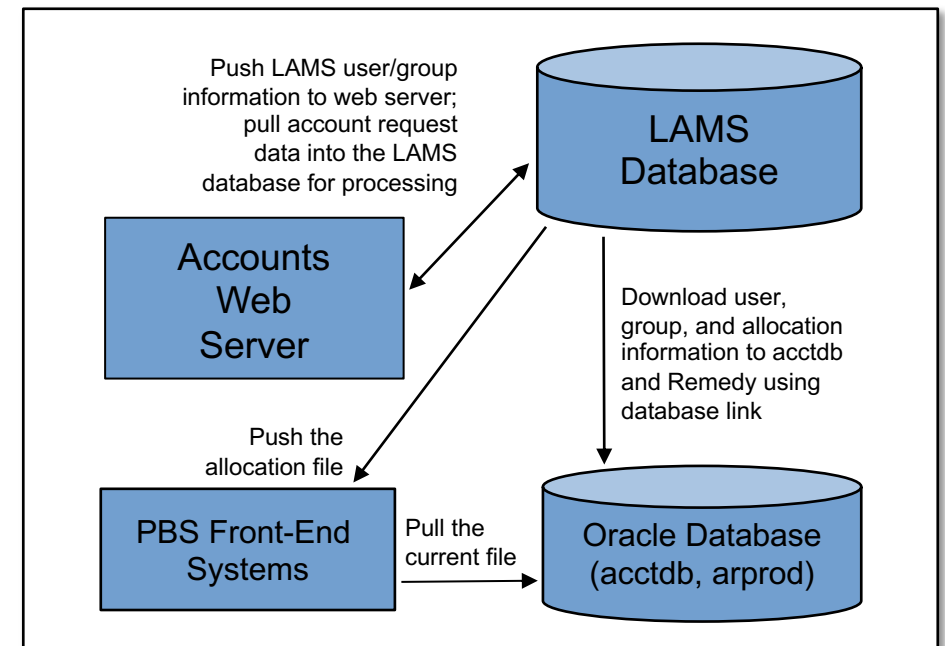 Push LAMS user/group
information to web server;
pull account request
data into the LAMS
database for processing
LAMS
Database
Accounts
Web
Server
Download user,
group, and allocation
information to acctdb
and Remedy using
database link
Push the
allocation file
PBS Front-End
Systems
Pull the
current file
Oracle Database
(acctdb, arprod)